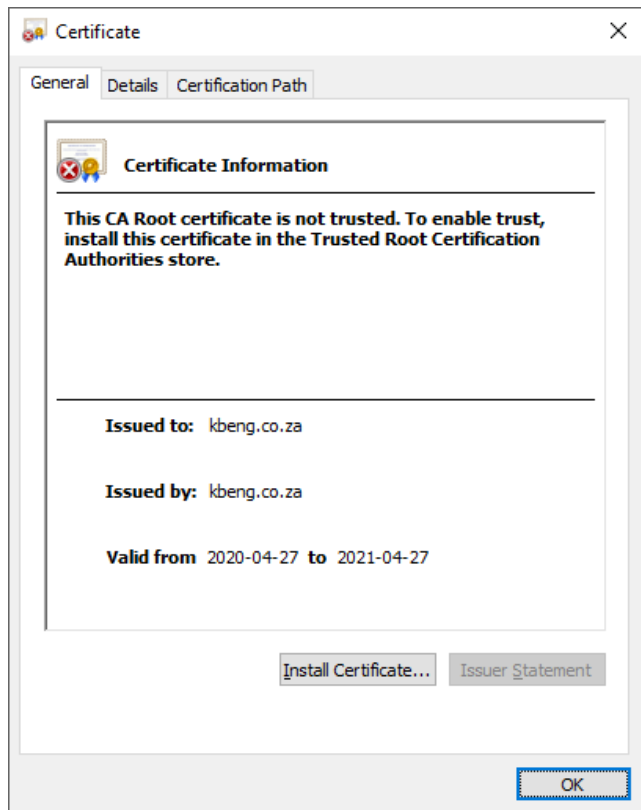 Certificate
General Details Certification Path
Certificate Information
This CA Root certificate is not trusted. To enable trust,
install this certificate in the Trusted Root Certification
Authorities store.
Issued to: kbeng.co.za
Issued by: kbeng.co.za
Valid from 2020-04-27 to 2021-04-27
Install Certificate... Issuer Statement
OK